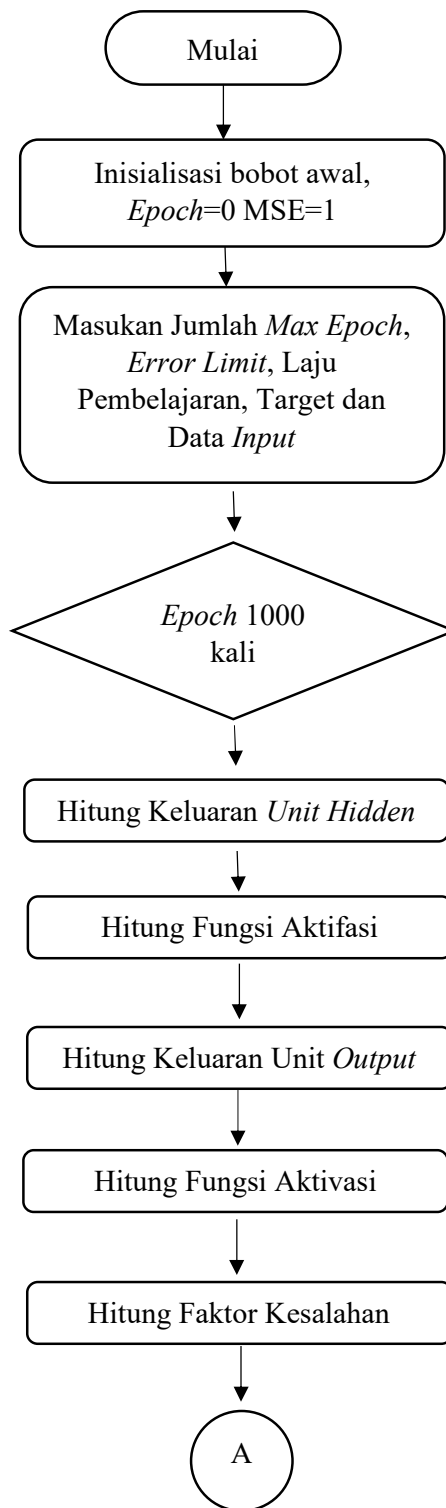 Mulai
Inisialisasi bobot awal,
Epoch=0 MSE=1
Masukan Jumlah Max Epoch,
Error Limit, Laju
Pembelajaran, Target dan
Data Input
Epoch 1000
kali
Hitung Keluaran Unit Hidden
Hitung Fungsi Aktifasi
Hitung Keluaran Unit Output
Hitung Fungsi Aktivasi
Hitung Faktor Kesalahan
A